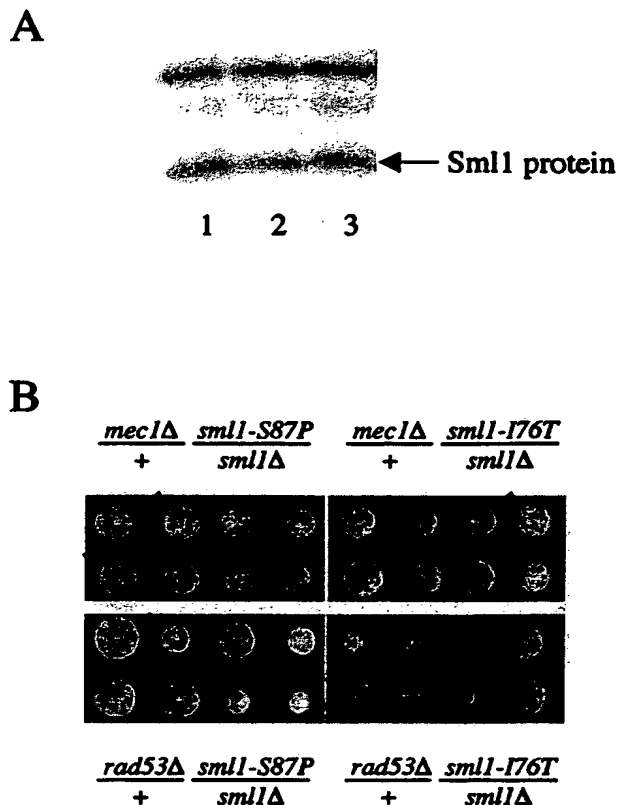 A
Sml1 protein
1 2 3
B
mec1Δ sml1-S87P mec1Δ sml1-I76T
+ sml1Δ + sml1Δ
rad53Δ sml1-S87P rad53Δ sml1-I76T
+ sml1Δ + sml1Δ